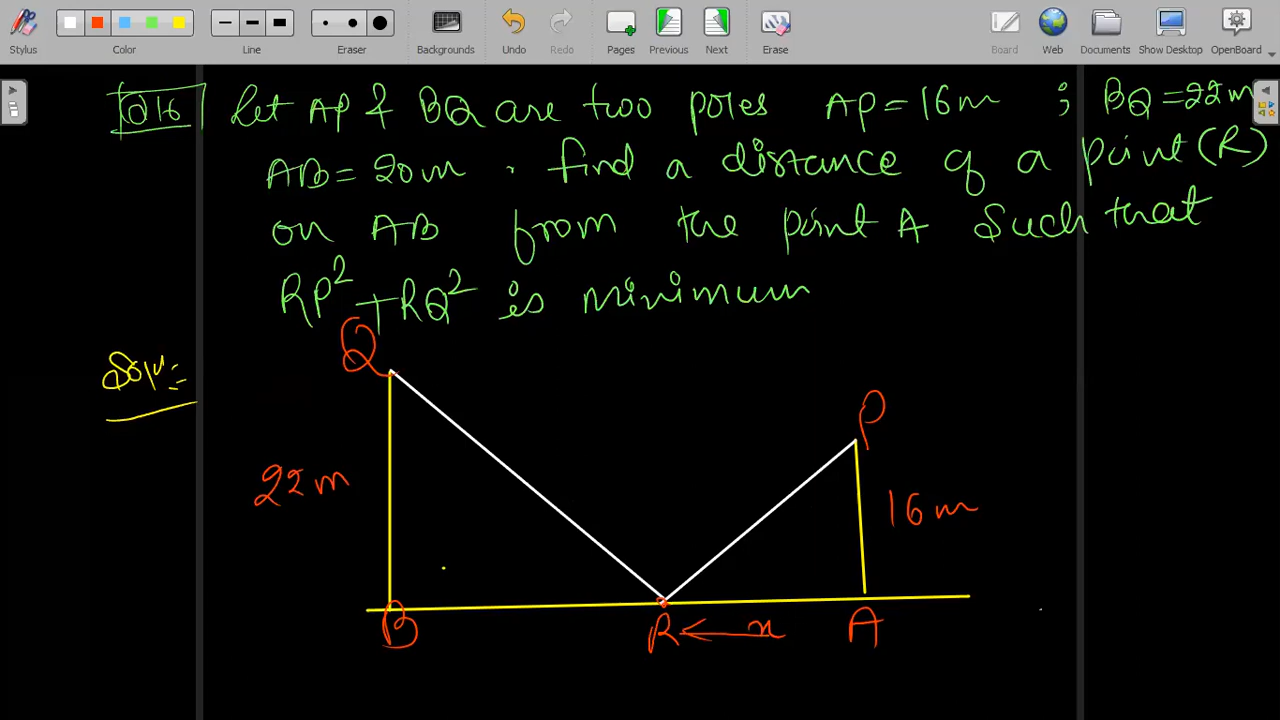 Stylus Color Line Eraser Backgrounds Undo Redo Pages Previous Next Erase Board Web Documents Show Desktop OpenBoard
Q16 Let AP & BQ are two poles AP = 16m ; BQ = 22m
AB = 20m . find a distance of a point (R)
on AB from the point A Such that
RP² + RQ² is minimum
Solⁿ:
Q
P
22 m
16 m
B R ← x A